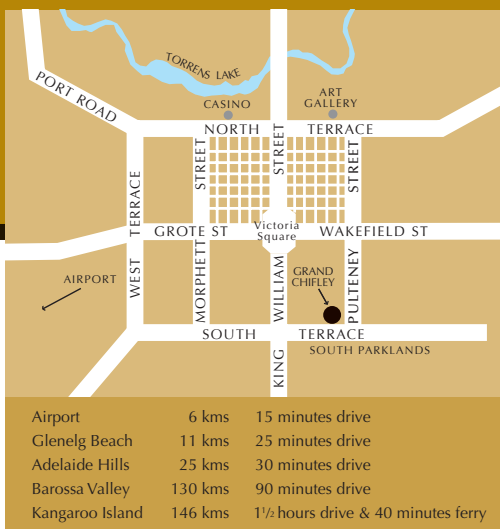 TORRENS LAKE
PORT ROAD
CASINO
ART
GALLERY
NORTH TERRACE
STREET
STREET
STREET
WEST TERRACE
GROTE ST
Victoria
Square
WAKEFIELD ST
AIRPORT
MORPHETT
WILLIAM
GRAND
CHIFLEY
PULTENEY
SOUTH TERRACE
SOUTH PARKLANDS
KING
Airport 6 kms 15 minutes drive
Glenelg Beach 11 kms 25 minutes drive
Adelaide Hills 25 kms 30 minutes drive
Barossa Valley 130 kms 90 minutes drive
Kangaroo Island 146 kms 1 1/2 hours drive & 40 minutes ferry